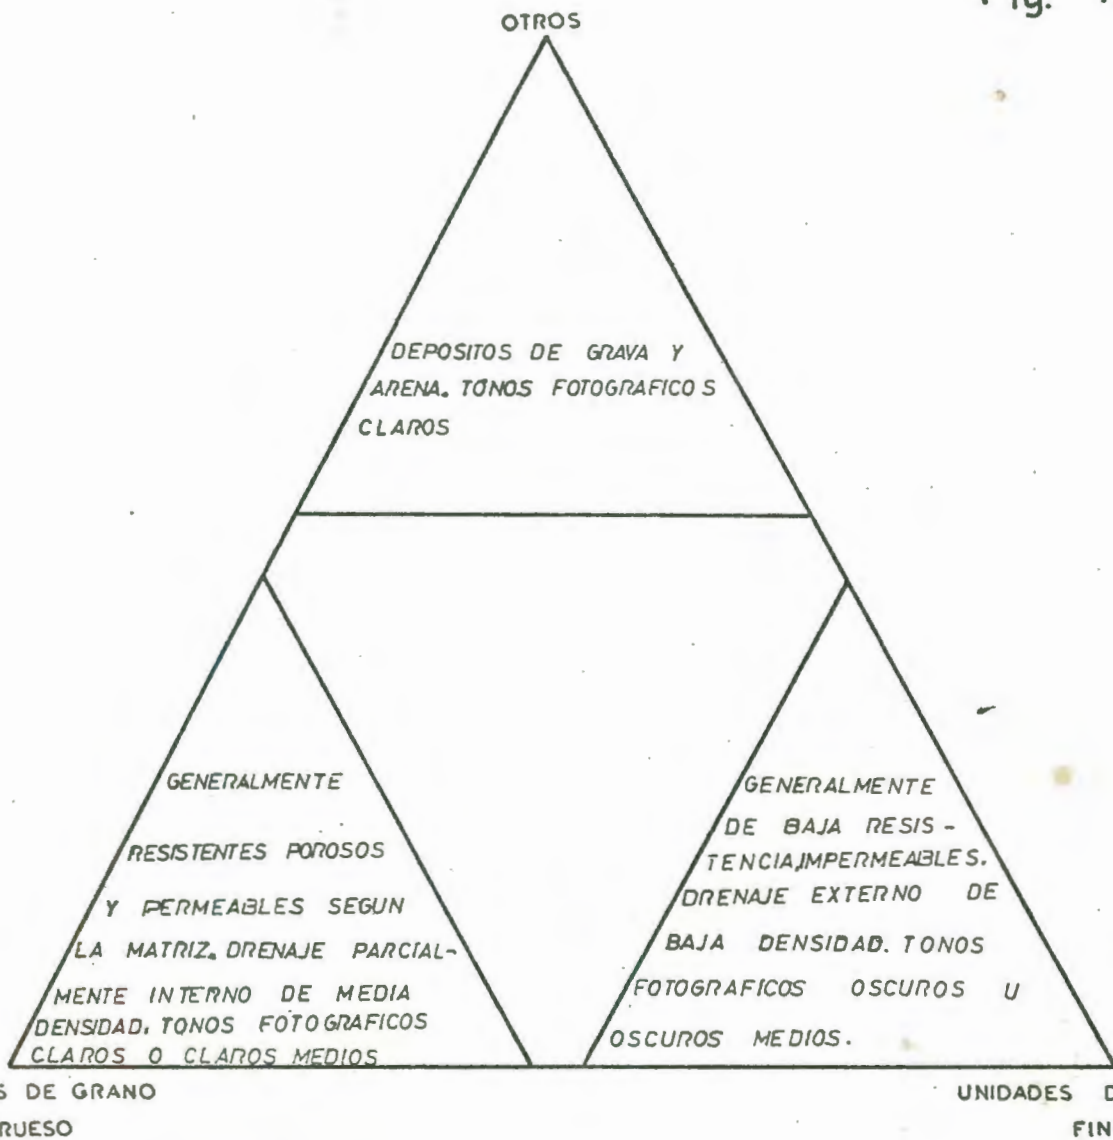 Fig.
OTROS
DEPOSITOS DE GRAVA Y
ARENA. TONOS FOTOGRAFICOS
CLAROS
GENERALMENTE
RESISTENTES POROSOS
Y PERMEABLES SEGUN
LA MATRIZ. DRENAJE PARCIAL-
MENTE INTERNO DE MEDIA
DENSIDAD. TONOS FOTOGRAFICOS
CLAROS O CLAROS MEDIOS
GENERALMENTE
DE BAJA RESIS-
TENCIA,IMPERMEABLES.
DRENAJE EXTERNO DE
BAJA DENSIDAD. TONOS
FOTOGRAFICOS OSCUROS U
OSCUROS MEDIOS.
S DE GRANO
RUESO
UNIDADES D
FIN